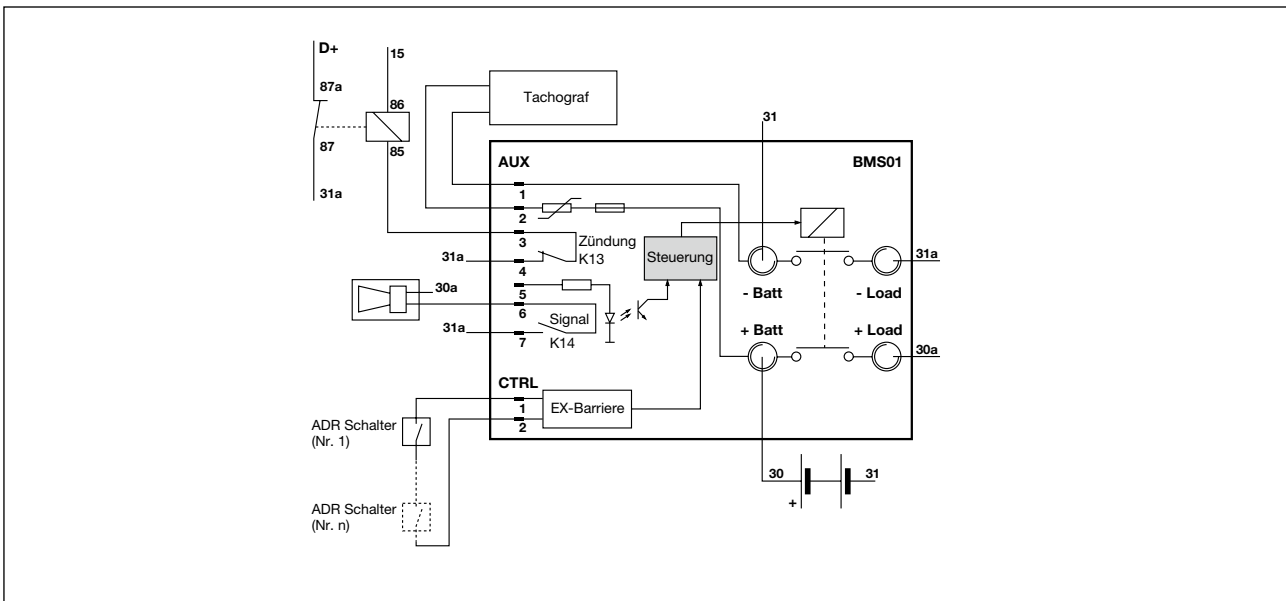 D+
15
87a
86
87
85
31a
Tachograf
31
AUX
BMS01
1
2
3
Zündung
K13
31a
4
5
30a
6
Signal
K14
31a
7
Steuerung
- Batt
- Load
31a
+ Batt
+ Load
30a
CTRL
1
2
EX-Barriere
ADR Schalter
(Nr. 1)
ADR Schalter
(Nr. n)
30
31
+